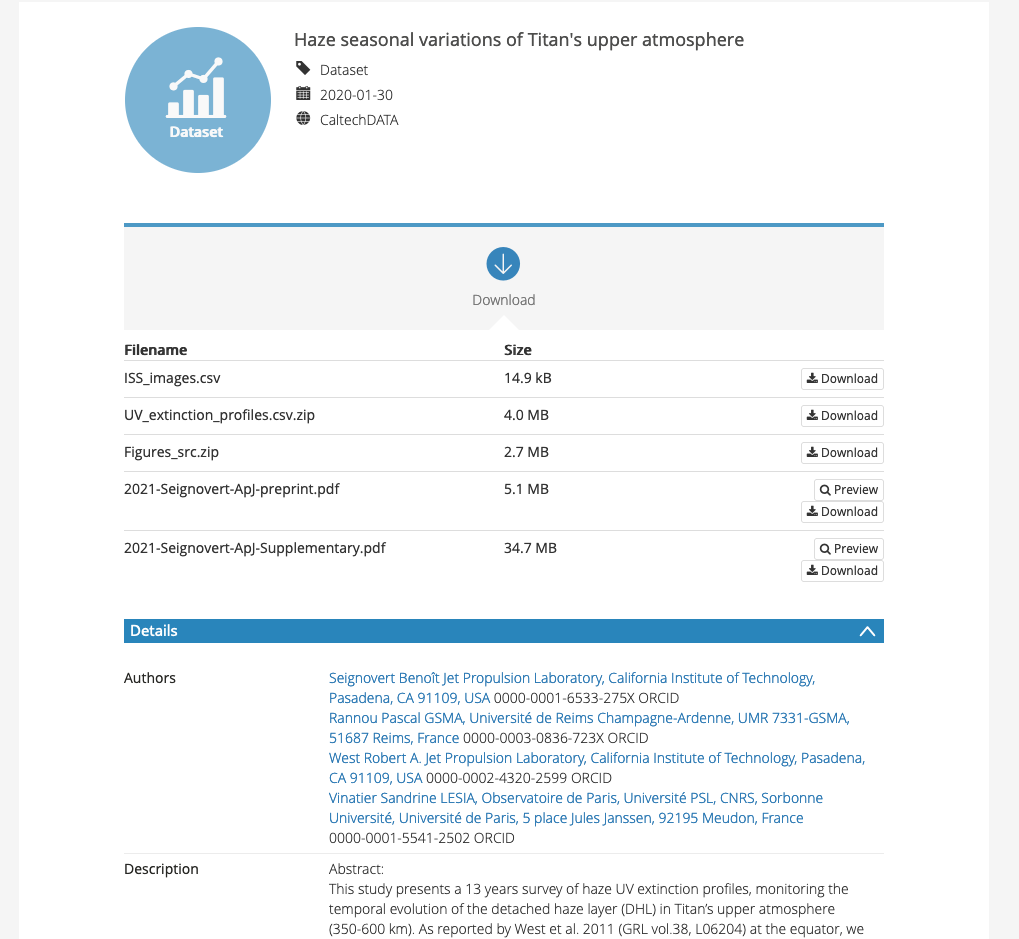 Haze seasonal variations of Titan's upper atmosphere
Dataset
2020-01-30
CaltechDATA
Dataset
Download
Filename Size
ISS_images.csv 14.9 kB Download
UV_extinction_profiles.csv.zip 4.0 MB Download
Figures_src.zip 2.7 MB Download
2021-Seignovert-ApJ-preprint.pdf 5.1 MB Preview
Download
2021-Seignovert-ApJ-Supplementary.pdf 34.7 MB Preview
Download
Details
Authors Seignovert Benoît Jet Propulsion Laboratory, California Institute of Technology,
Pasadena, CA 91109, USA 0000-0001-6533-275X ORCID
Rannou Pascal GSMA, Université de Reims Champagne-Ardenne, UMR 7331-GSMA,
51687 Reims, France 0000-0003-0836-723X ORCID
West Robert A. Jet Propulsion Laboratory, California Institute of Technology, Pasadena,
CA 91109, USA 0000-0002-4320-2599 ORCID
Vinatier Sandrine LESIA, Observatoire de Paris, Université PSL, CNRS, Sorbonne
Université, Université de Paris, 5 place Jules Janssen, 92195 Meudon, France
0000-0001-5541-2502 ORCID
Description Abstract:
This study presents a 13 years survey of haze UV extinction profiles, monitoring the
temporal evolution of the detached haze layer (DHL) in Titan’s upper atmosphere
(350-600 km). As reported by West et al. 2011 (GRL vol.38, L06204) at the equator, we